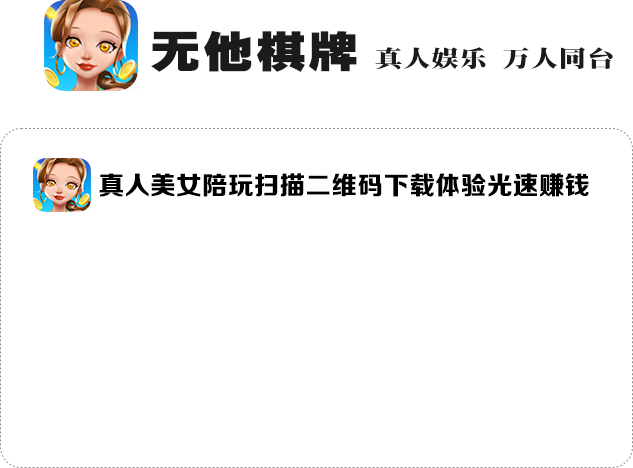 无他棋牌 真人娱乐 万人同台
真人美女陪玩扫描二维码下载体验光速赚钱